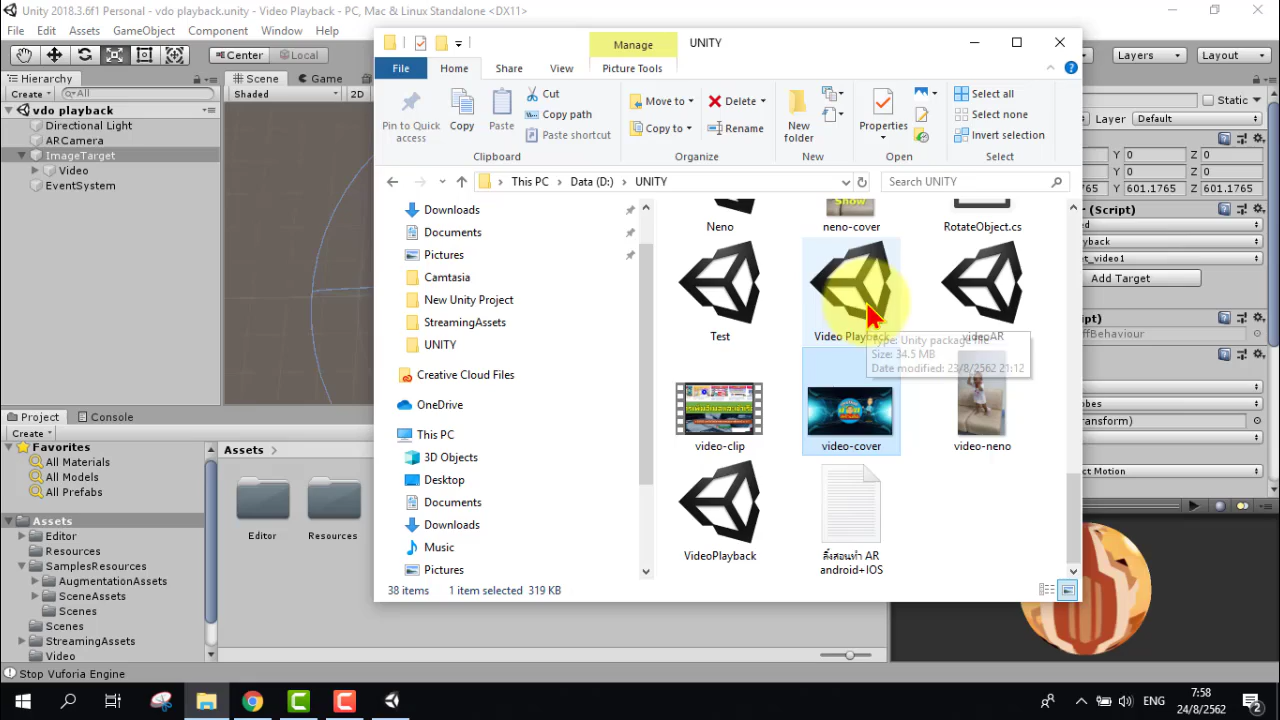 Unity 2018.3.6f1 Personal - vdo playback.unity - Video Playback - PC, Mac & Linux Standalone <DX11>
File Edit Assets GameObject Component Window Help
Center Local
Layers Layout
Hierarchy
Create All
vdo playback
Directional Light
ARCamera
ImageTarget
Video
EventSystem
Scene Game
Shaded 2D
Manage UNITY
File Home Share View Picture Tools
Pin to Quick access
Copy
Paste
Cut
Copy path
Paste shortcut
Clipboard
Move to
Copy to
Delete
Rename
Organize
New folder
New
Properties
Open
Select all
Select none
Invert selection
Select
This PC Data (D:) UNITY
Search UNITY
Downloads
Documents
Pictures
Camtasia
New Unity Project
StreamingAssets
UNITY
Creative Cloud Files
OneDrive
This PC
3D Objects
Desktop
Documents
Downloads
Music
Pictures
Show
Neno
neno-cover
RotateObject.cs
Test
Video Playback
videoAR
Type: Unity package file
Size: 34.5 MB
Date modified: 23/8/2562 21:12
video-clip
video-cover
video-neno
VideoPlayback
ลิ้งสอนทำ AR
android+IOS
38 items 1 item selected 319 KB
Static
Layer Default
Y 0 Z 0
Y 0 Z 0
765 Y 601.1765 Z 601.1765
r (Script)
d
yback
et_video1
Add Target
ipt)
ffBehaviour
obes
ansform)
ct Motion
Project Console
Create
Favorites
All Materials
All Models
All Prefabs
Assets
Editor
Resources
SamplesResources
AugmentationAssets
SceneAssets
Scenes
Scenes
StreamingAssets
Video
Assets
Editor
Resources
Stop Vuforia Engine
ENG
7:58
24/8/2562
2